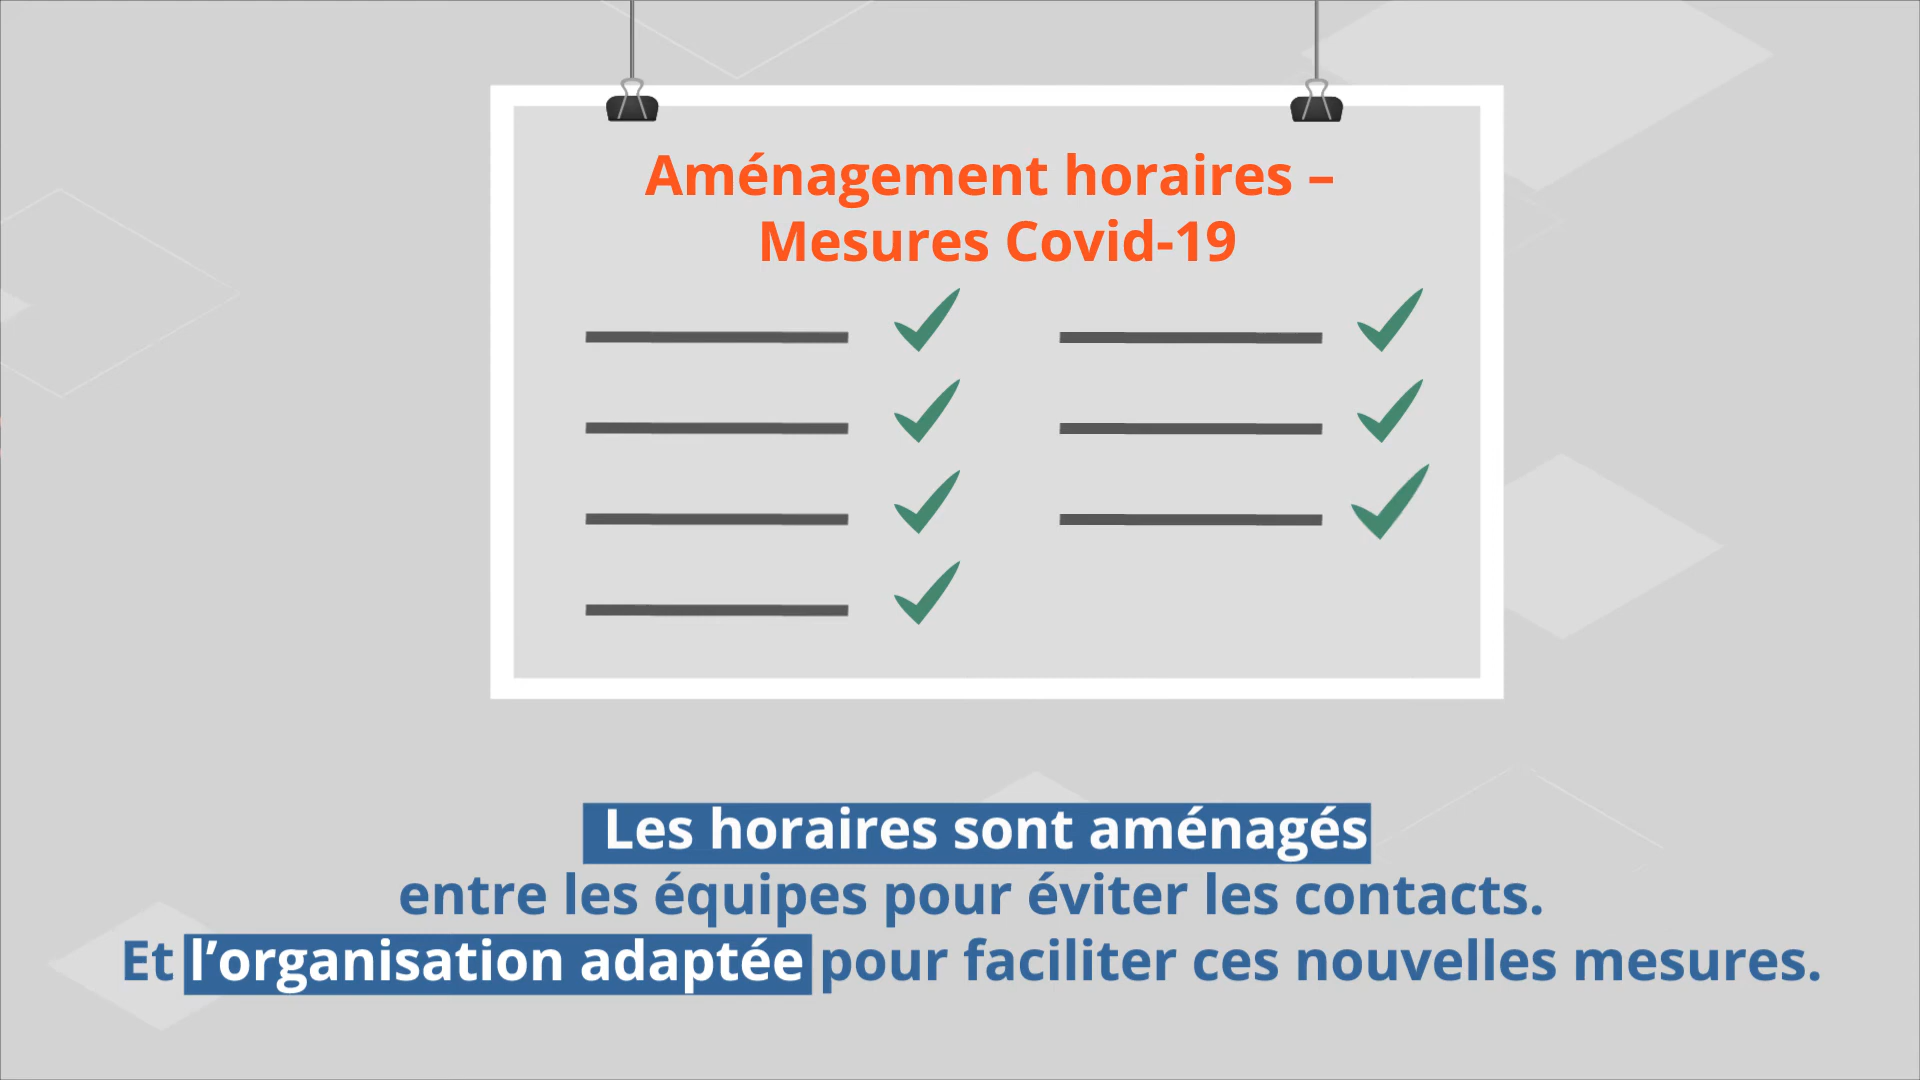 Aménagement horaires –
Mesures Covid-19
Les horaires sont aménagés
entre les équipes pour éviter les contacts.
Et l’organisation adaptée pour faciliter ces nouvelles mesures.